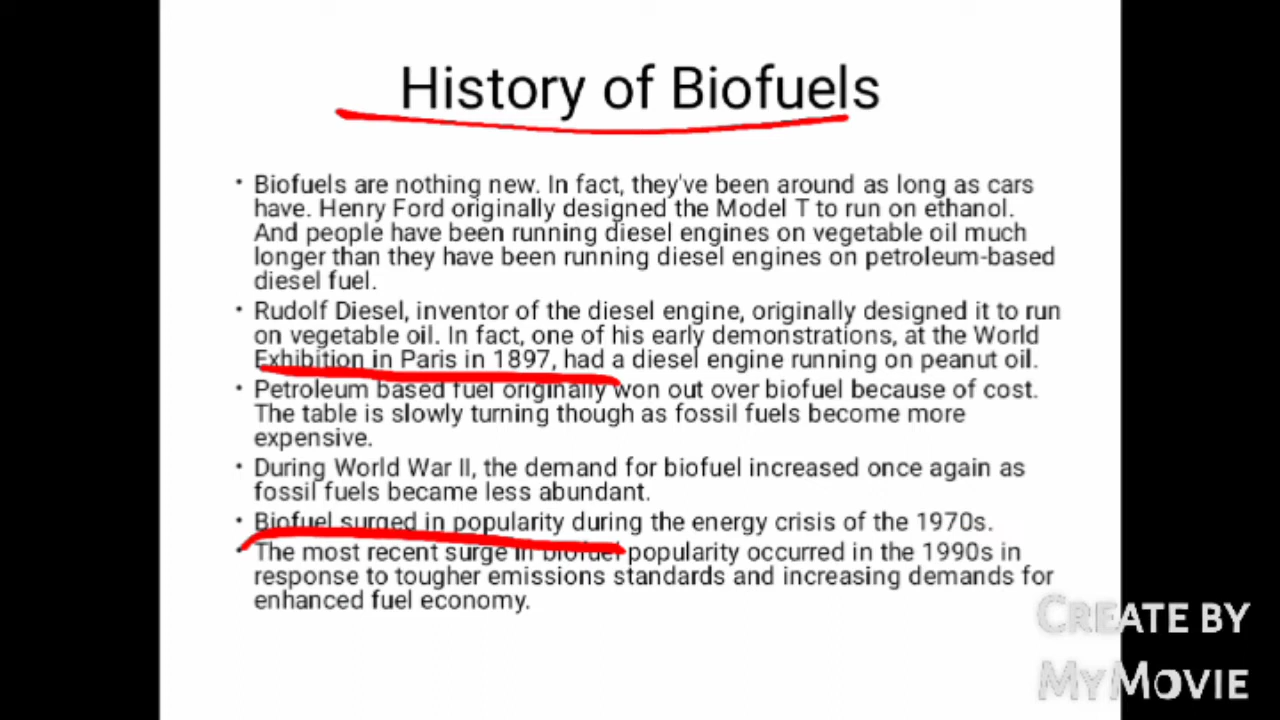 History of Biofuels
• Biofuels are nothing new. In fact, they've been around as long as cars
have. Henry Ford originally designed the Model T to run on ethanol.
And people have been running diesel engines on vegetable oil much
longer than they have been running diesel engines on petroleum-based
diesel fuel.
• Rudolf Diesel, inventor of the diesel engine, originally designed it to run
on vegetable oil. In fact, one of his early demonstrations, at the World
Exhibition in Paris in 1897, had a diesel engine running on peanut oil.
• Petroleum based fuel originally won out over biofuel because of cost.
The table is slowly turning though as fossil fuels become more
expensive.
• During World War II, the demand for biofuel increased once again as
fossil fuels became less abundant.
• Biofuel surged in popularity during the energy crisis of the 1970s.
• The most recent surge in biofuel popularity occurred in the 1990s in
response to tougher emissions standards and increasing demands for
enhanced fuel economy.
CREATE BY
MYMOVIE